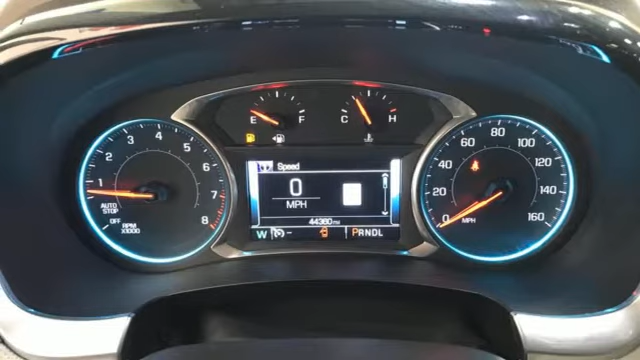 E F
C H
1 2 3 4 5 6 7 8
AUTO
STOP
OFF
RPM
X1000
Speed
0
MPH
44360 mi
W PRNDL
0 20 40 60 80 100 120 140 160
MPH